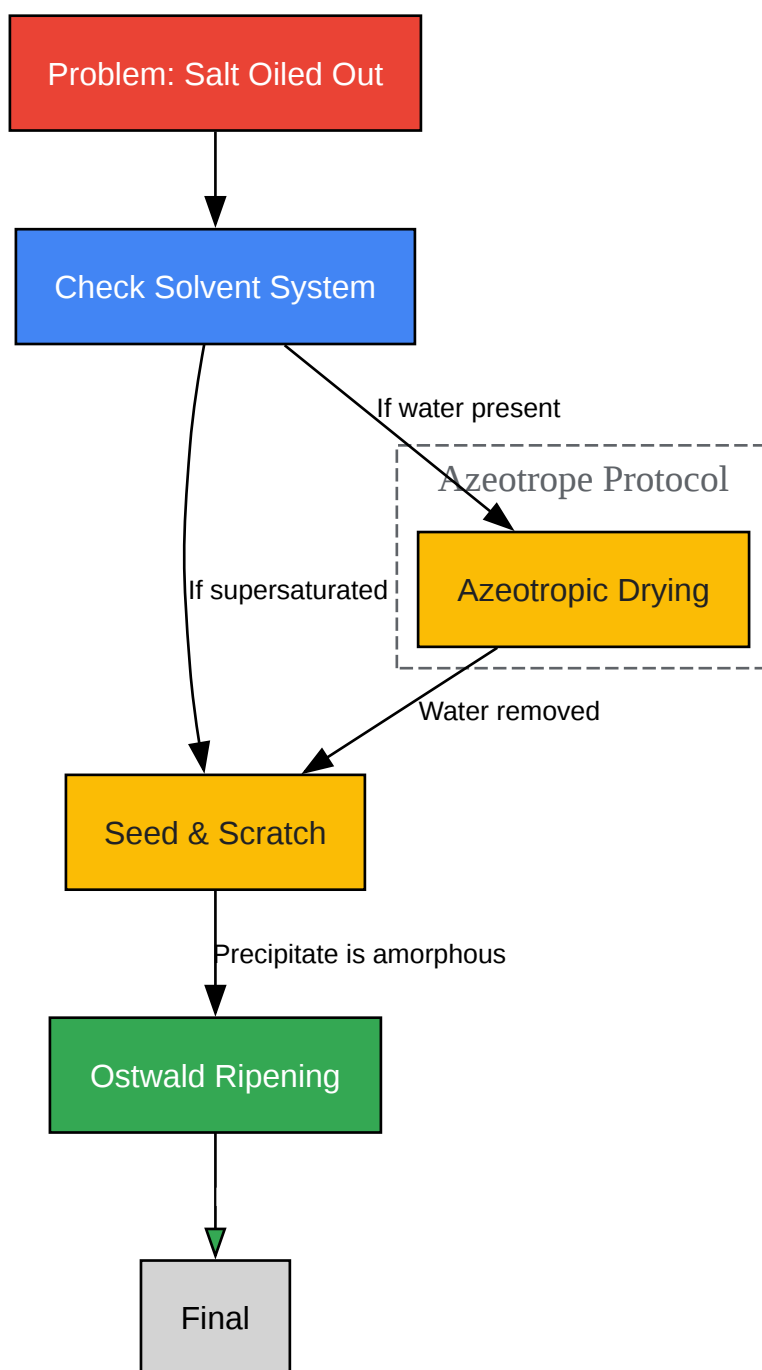 Problem: Salt Oiled Out
Check Solvent System
If water present
Azeotrope Protocol
Azeotropic Drying
If supersaturated
Water removed
Seed & Scratch
Precipitate is amorphous
Ostwald Ripening
Final